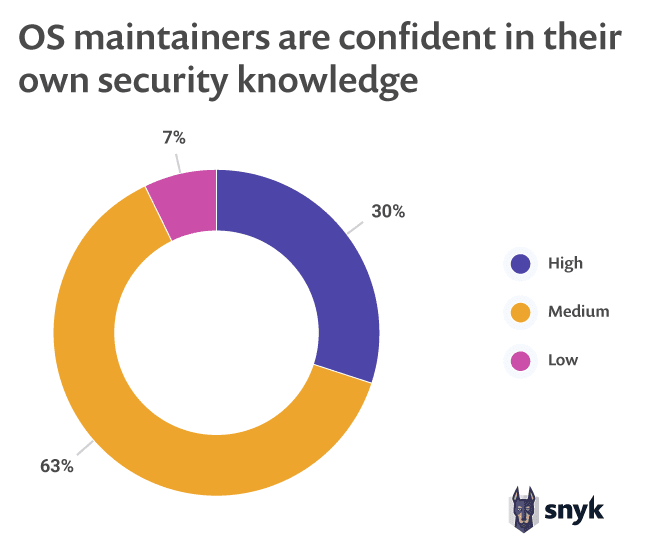 OS maintainers are confident in their
own security knowledge
7%
30%
High
Medium
Low
63%
snyk